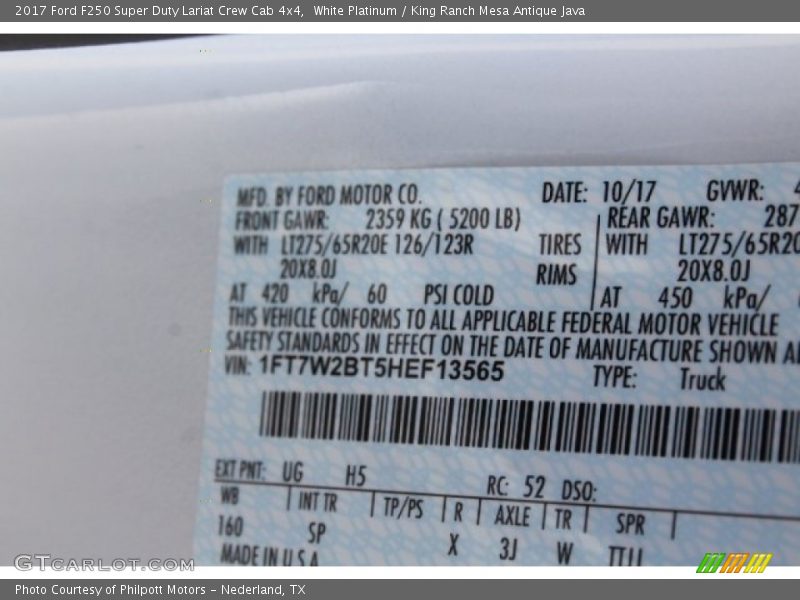 2017 Ford F250 Super Duty Lariat Crew Cab 4x4,  White Platinum / King Ranch Mesa Antique Java
MFD. BY FORD MOTOR CO. DATE: 10/17 GVWR:
FRONT GAWR: 2359 KG ( 5200 LB) REAR GAWR: 287
WITH LT275/65R20E 126/123R TIRES WITH LT275/65R20
20X8.0J RIMS 20X8.0J
AT 420 kPa/ 60 PSI COLD AT 450 kPa/
THIS VEHICLE CONFORMS TO ALL APPLICABLE FEDERAL MOTOR VEHICLE
SAFETY STANDARDS IN EFFECT ON THE DATE OF MANUFACTURE SHOWN
VIN: 1FT7W2BT5HEF13565 TYPE: Truck
EXT PNT: UG H5 RC: 52 DSO:
WB INT TR TP/PS R AXLE TR SPR
160 SP X 3J W
MADE IN U S A
GTCarLot.com
Photo Courtesy of Philpott Motors - Nederland, TX